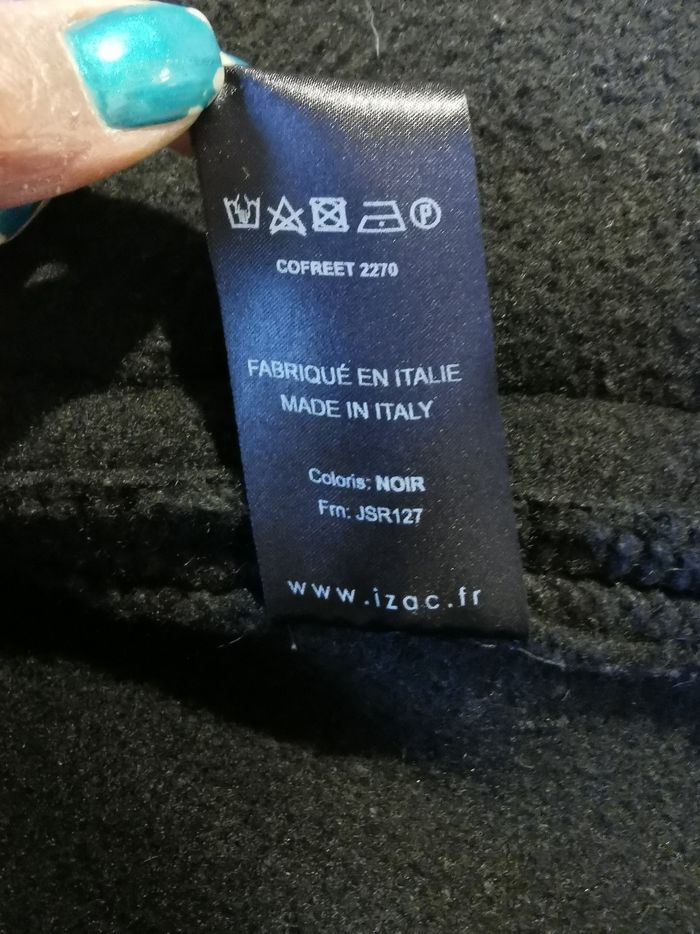 P
COFREET 2270
FABRIQUÉ EN ITALIE
MADE IN ITALY
Coloris: NOIR
Frn: JSR127
www.izac.fr